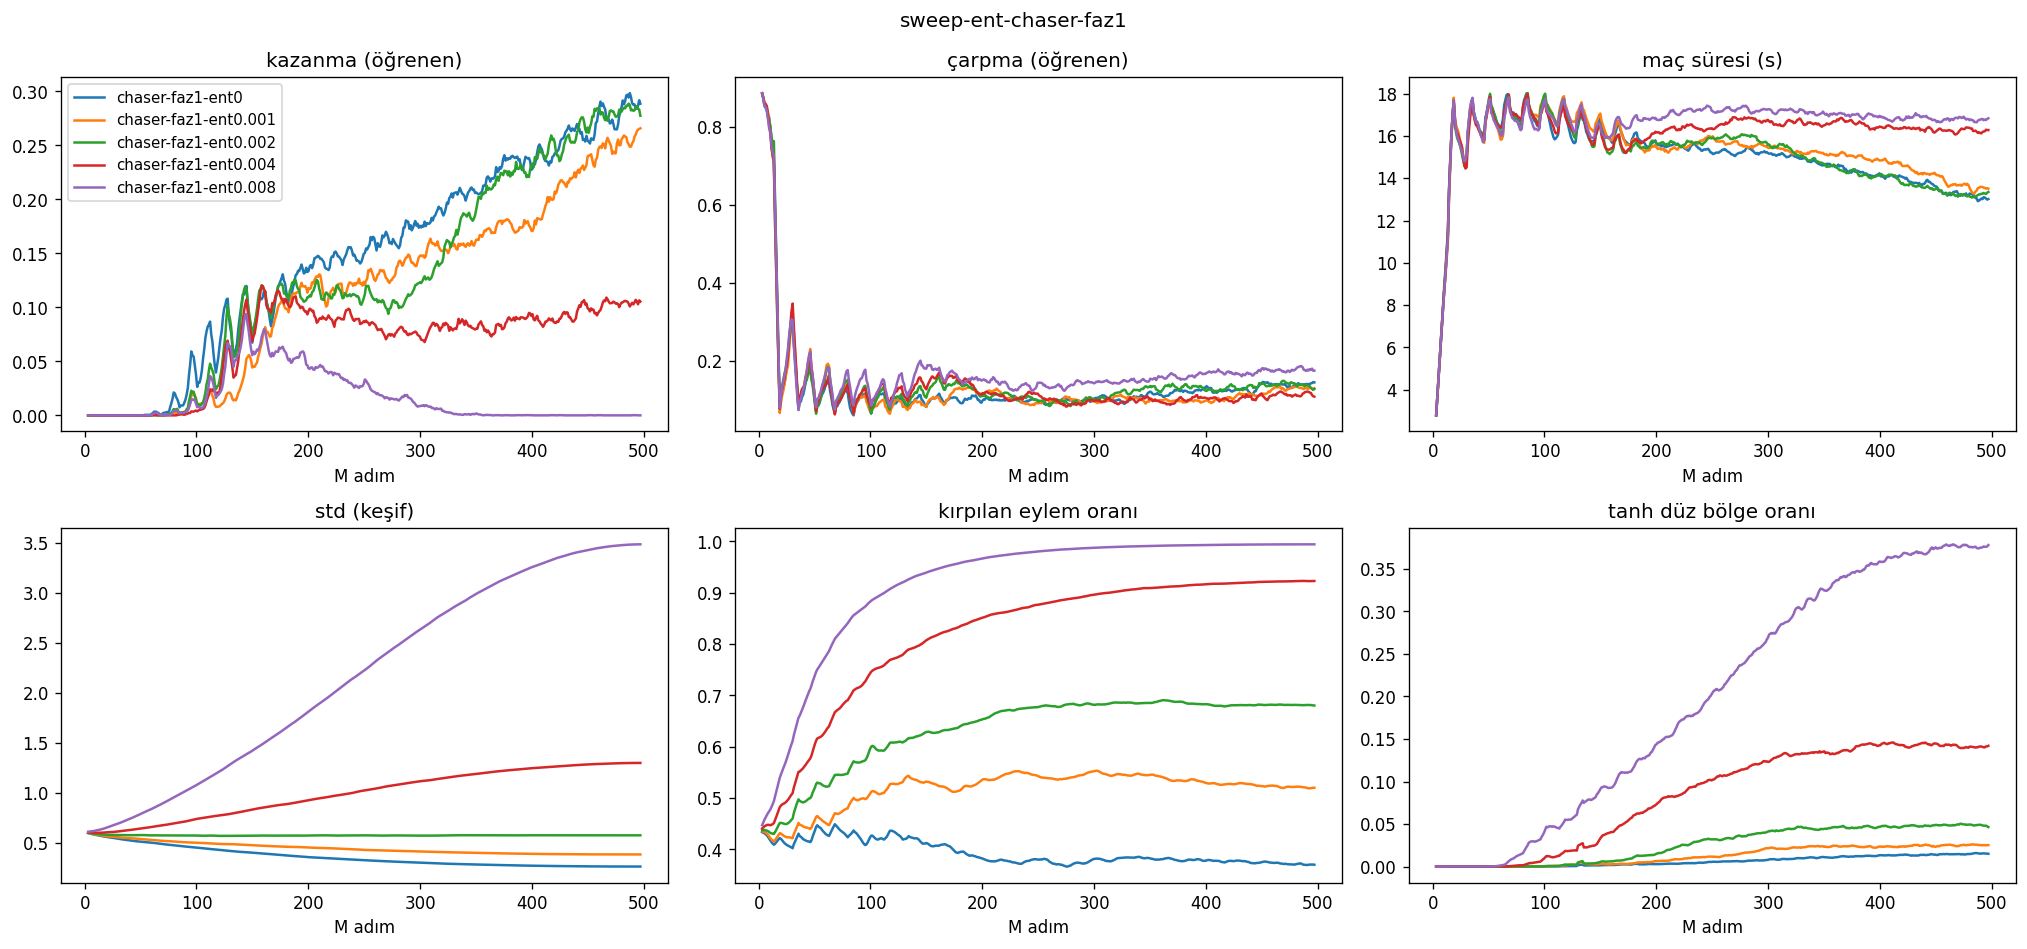 sweep-ent-chaser-faz1
kazanma (öğrenen)
0.30
0.25
0.20
0.15
0.10
0.05
0.00
chaser-faz1-ent0
chaser-faz1-ent0.001
chaser-faz1-ent0.002
chaser-faz1-ent0.004
chaser-faz1-ent0.008
0 100 200 300 400 500
M adım
çarpma (öğrenen)
0.8
0.6
0.4
0.2
0 100 200 300 400 500
M adım
maç süresi (s)
18
16
14
12
10
8
6
4
0 100 200 300 400 500
M adım
std (keşif)
3.5
3.0
2.5
2.0
1.5
1.0
0.5
0 100 200 300 400 500
M adım
kırpılan eylem oranı
1.0
0.9
0.8
0.7
0.6
0.5
0.4
0 100 200 300 400 500
M adım
tanh düz bölge oranı
0.35
0.30
0.25
0.20
0.15
0.10
0.05
0.00
0 100 200 300 400 500
M adım